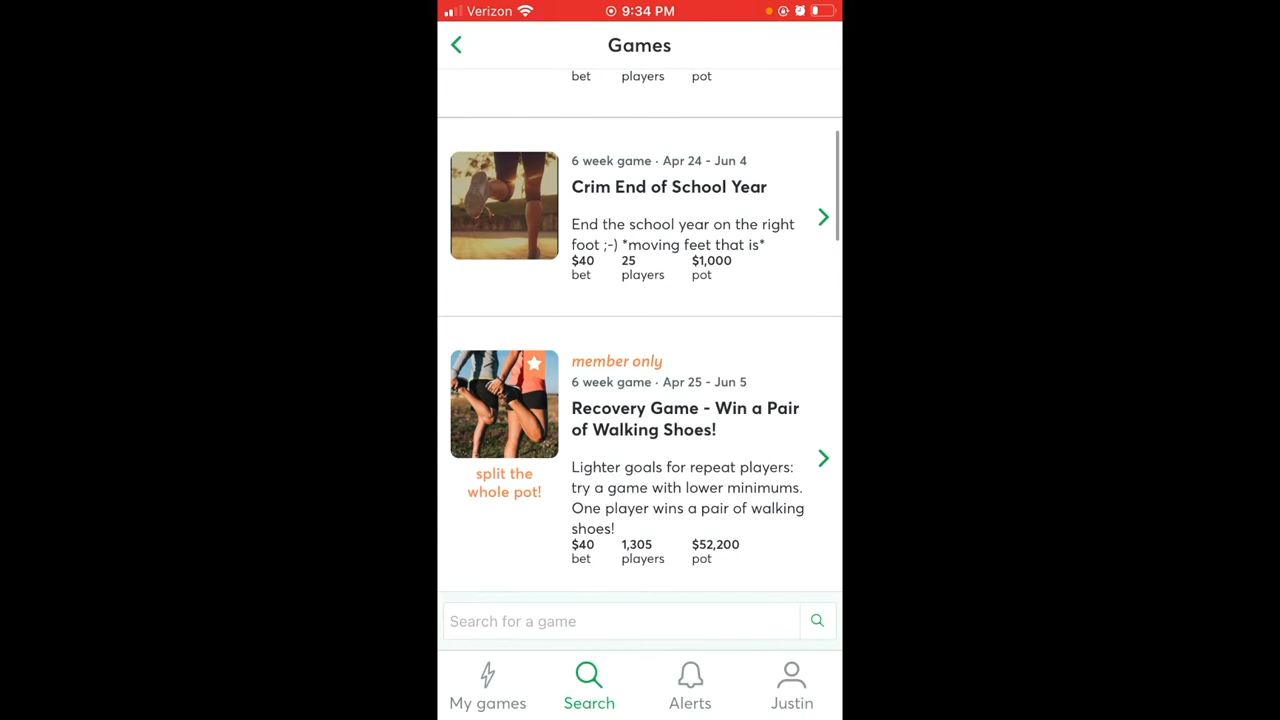 Verizon 9:34 PM
Games
bet players pot
6 week game · Apr 24 - Jun 4
Crim End of School Year
End the school year on the right
foot ;-) *moving feet that is*
$40 25 $1,000
bet players pot
member only
6 week game · Apr 25 - Jun 5
Recovery Game - Win a Pair
of Walking Shoes!
split the
whole pot!
Lighter goals for repeat players:
try a game with lower minimums.
One player wins a pair of walking
shoes!
$40 1,305 $52,200
bet players pot
Search for a game
My games Search Alerts Justin